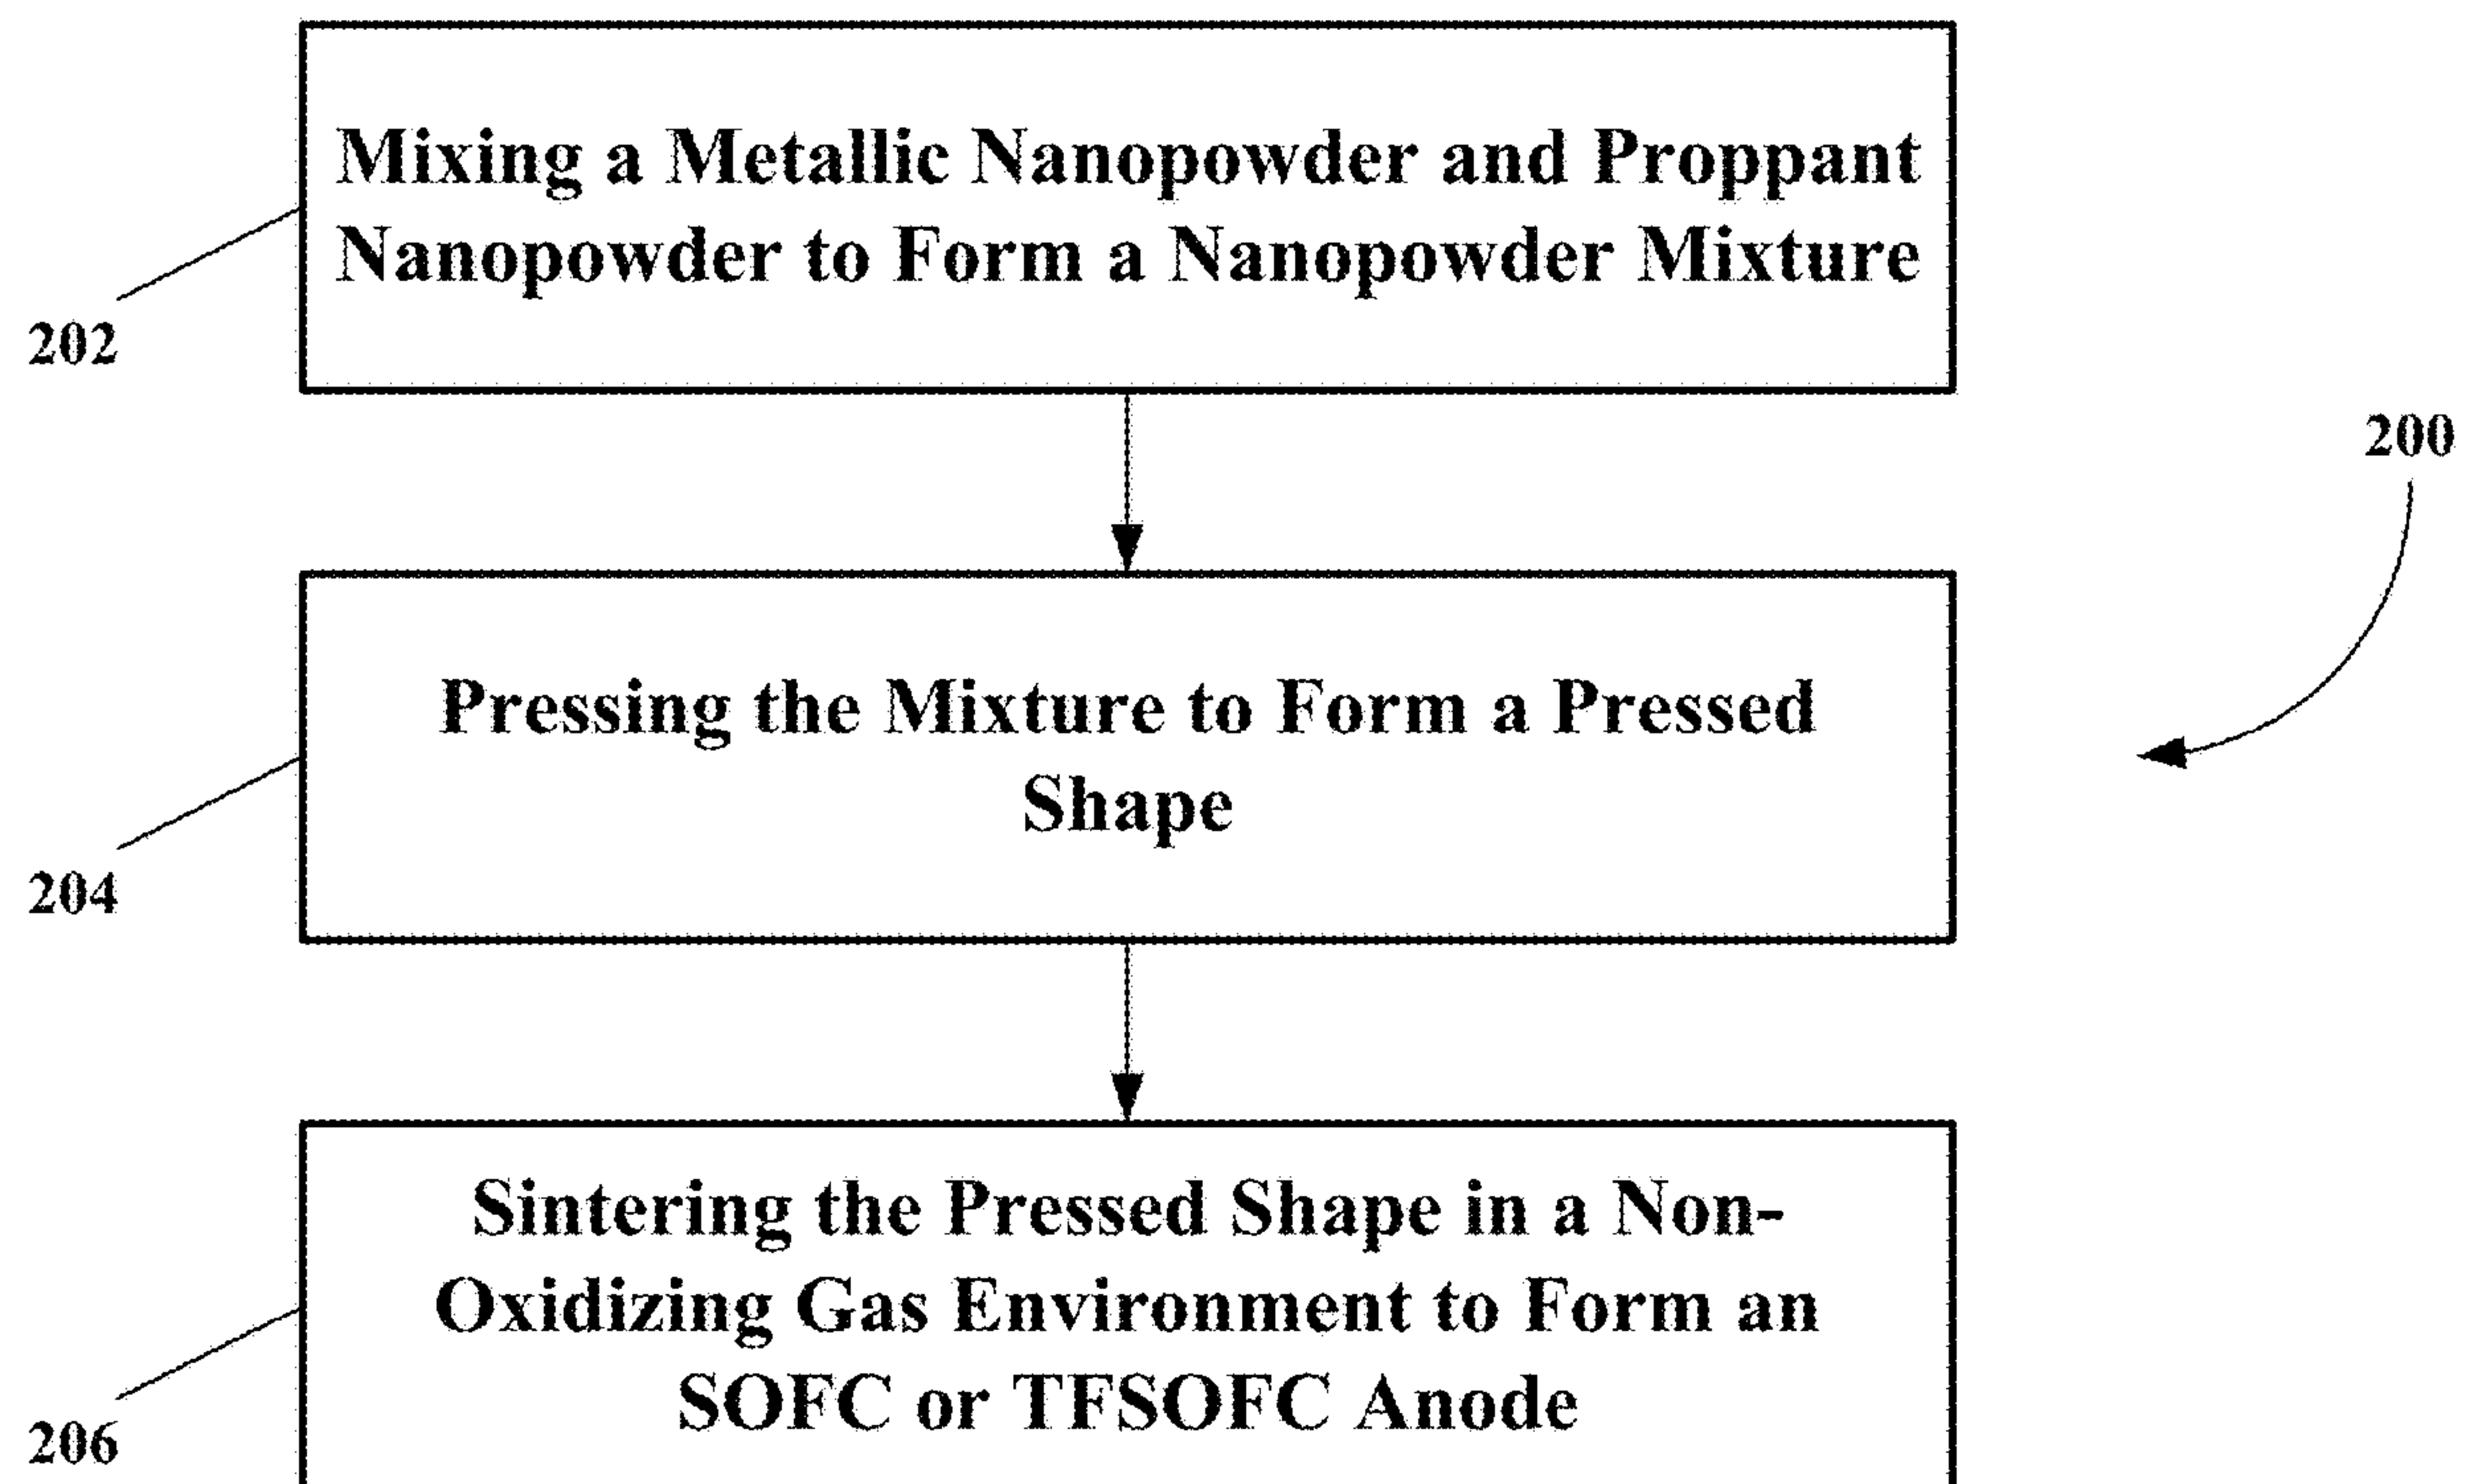 Mixing a Metallic Nanopowder and Proppant
Nanopowder to Form a Nanopowder Mixture
202
200
Pressing the Mixture to Form a Pressed
Shape
204
Sintering the Pressed Shape in a Non-
Oxidizing Gas Environment to Form an
SOFC or TFSOFC Anode
206